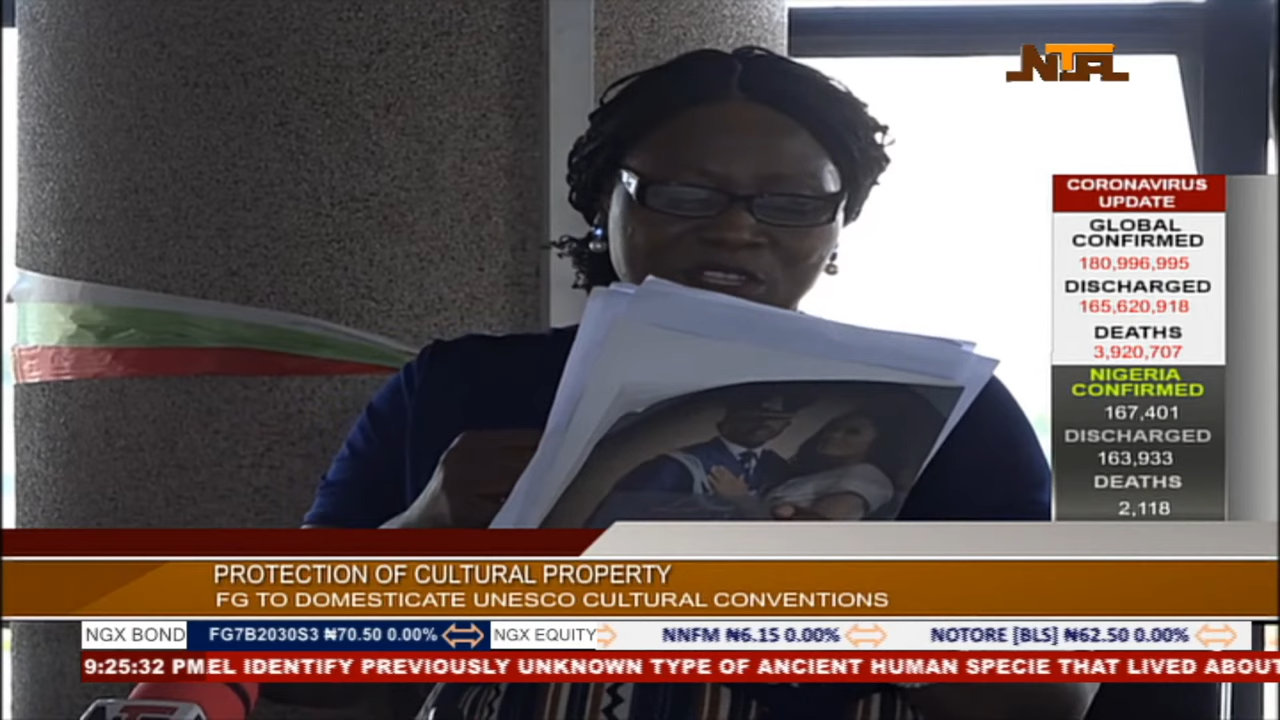 NTA
CORONAVIRUS
UPDATE
GLOBAL
CONFIRMED
180,996,995
DISCHARGED
165,620,918
DEATHS
3,920,707
NIGERIA
CONFIRMED
167,401
DISCHARGED
163,933
DEATHS
2,118
PROTECTION OF CULTURAL PROPERTY
FG TO DOMESTICATE UNESCO CULTURAL CONVENTIONS
NGX BOND FG7B2030S3 ₦70.50 0.00% NGX EQUITY NNFM ₦6.15 0.00% NOTORE [BLS] ₦62.50 0.00%
9:25:32 PM EL IDENTIFY PREVIOUSLY UNKNOWN TYPE OF ANCIENT HUMAN SPECIE THAT LIVED ABOUT